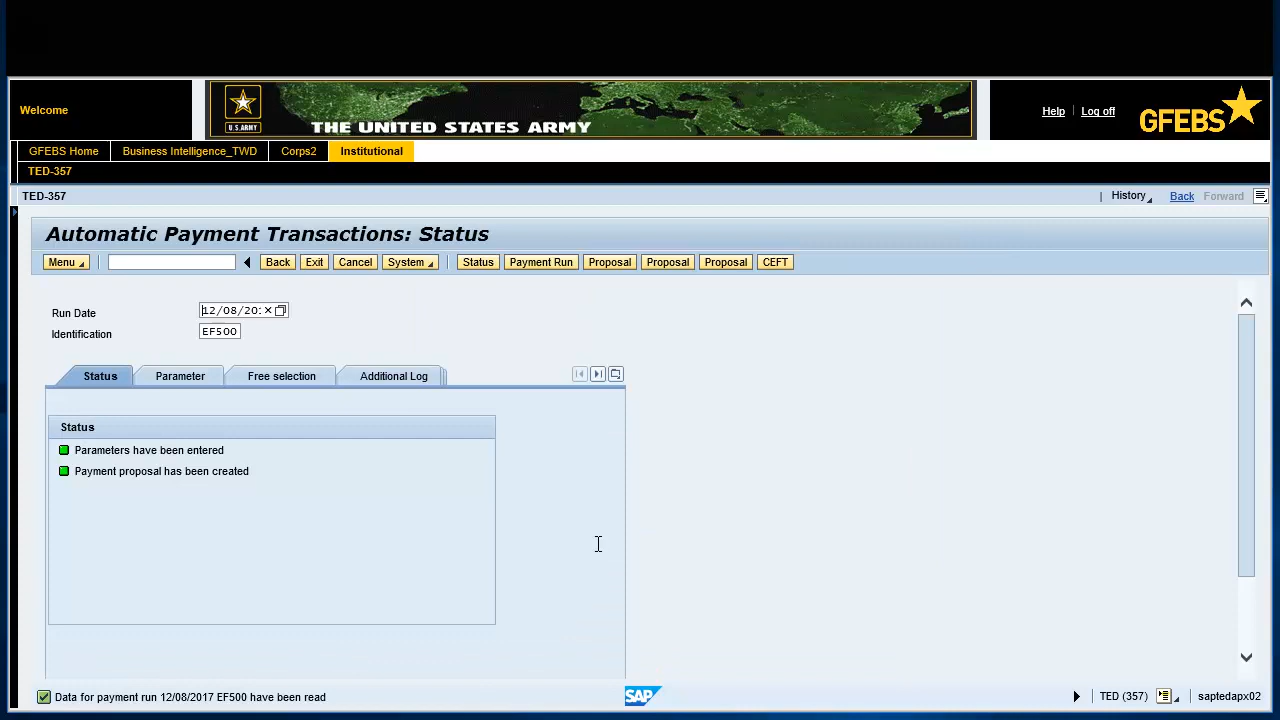 Welcome
U.S.ARMY
THE UNITED STATES ARMY
Help
Log off
GFEBS
GFEBS Home
Business Intelligence_TWD
Corps2
Institutional
TED-357
TED-357
History
Back
Forward
Automatic Payment Transactions: Status
Menu
Back
Exit
Cancel
System
Status
Payment Run
Proposal
Proposal
Proposal
CEFT
Run Date
12/08/20:
Identification
EF500
Status
Parameter
Free selection
Additional Log
Status
Parameters have been entered
Payment proposal has been created
Data for payment run 12/08/2017 EF500 have been read
SAP
TED (357)
saptedapx02